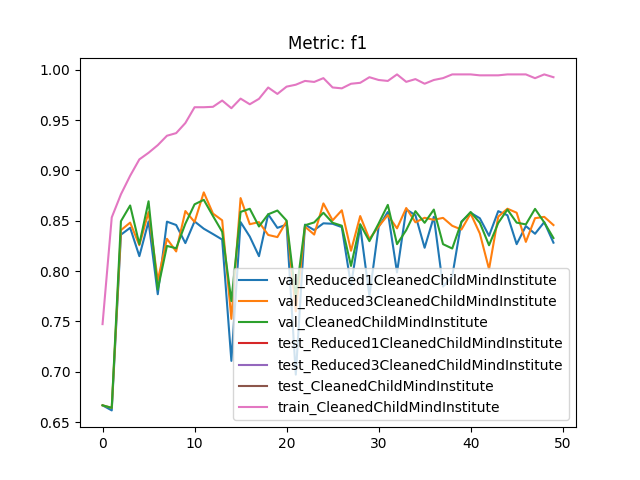 Metric: f1
1.00
0.95
0.90
0.85
0.80
0.75
0.70
0.65
val_Reduced1CleanedChildMindInstitute
val_Reduced3CleanedChildMindInstitute
val_CleanedChildMindInstitute
test_Reduced1CleanedChildMindInstitute
test_Reduced3CleanedChildMindInstitute
test_CleanedChildMindInstitute
train_CleanedChildMindInstitute
0 10 20 30 40 50